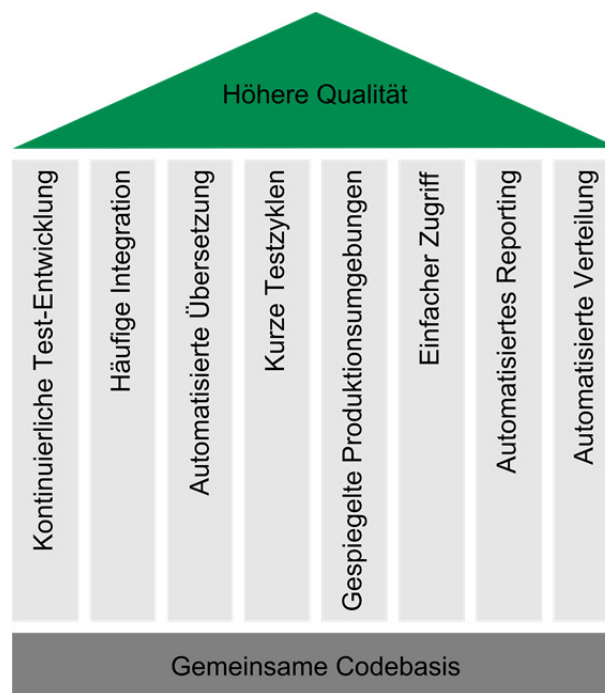 Höhere Qualität
Kontinuierliche Test-Entwicklung
Häufige Integration
Automatisierte Übersetzung
Kurze Testzyklen
Gespiegelte Produktionsumgebungen
Einfacher Zugriff
Automatisiertes Reporting
Automatisierte Verteilung
Gemeinsame Codebasis